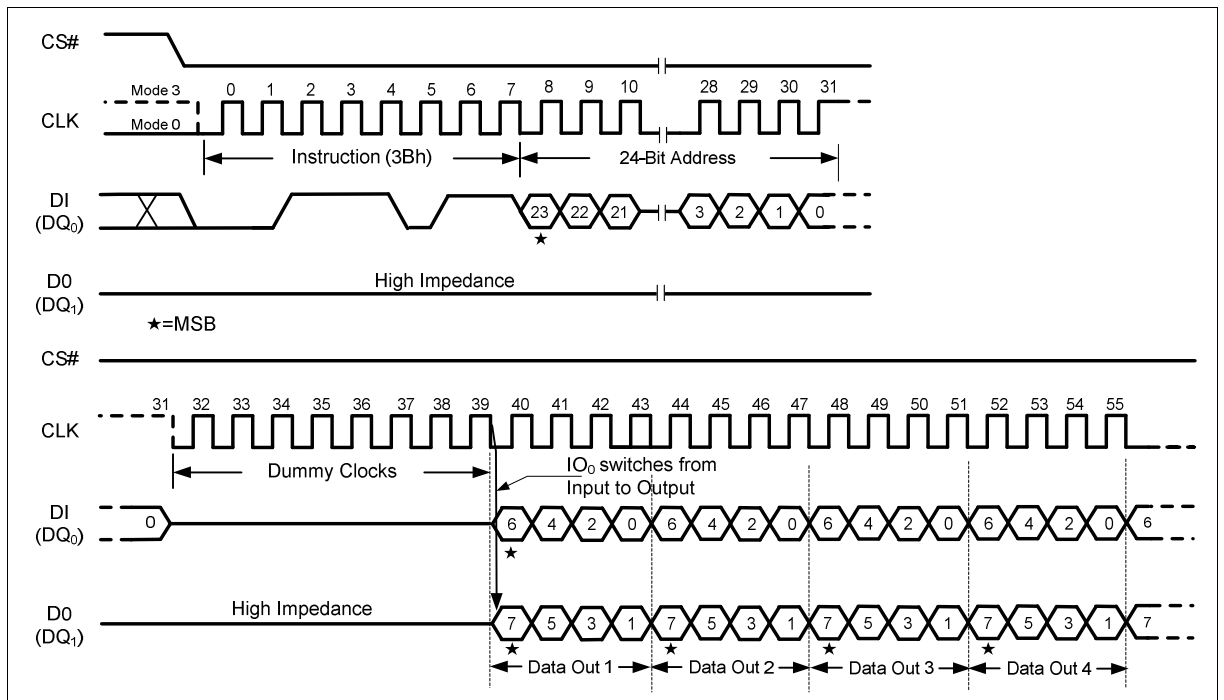 CS#
Mode 3 0 1 2 3 4 5 6 7 8 9 10 28 29 30 31
CLK
Mode 0
Instruction (3Bh) 24-Bit Address
DI
(DQ₀)
23 22 21 3 2 1 0
★
D0
(DQ₁)
High Impedance
★=MSB
CS#
31 32 33 34 35 36 37 38 39 40 41 42 43 44 45 46 47 48 49 50 51 52 53 54 55
CLK
Dummy Clocks
IO₀ switches from
Input to Output
DI
(DQ₀)
0 6 4 2 0 6 4 2 0 6 4 2 0 6 4 2 0 6
★
D0
(DQ₁)
High Impedance
7 5 3 1 7 5 3 1 7 5 3 1 7 5 3 1 7
★ ★ ★ ★
Data Out 1 Data Out 2 Data Out 3 Data Out 4